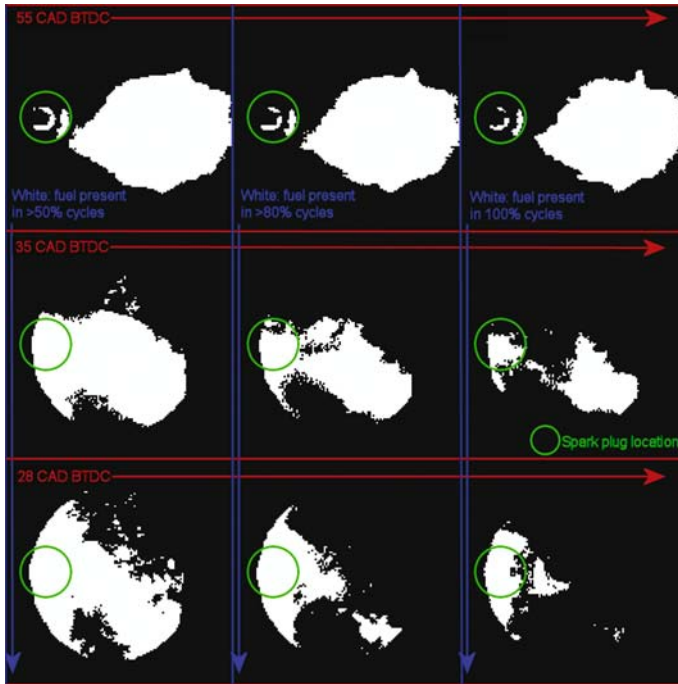 55 CAD BTDC
White: fuel present
in >50% cycles
White: fuel present
in >80% cycles
White: fuel present
in 100% cycles
35 CAD BTDC
Spark plug location
28 CAD BTDC